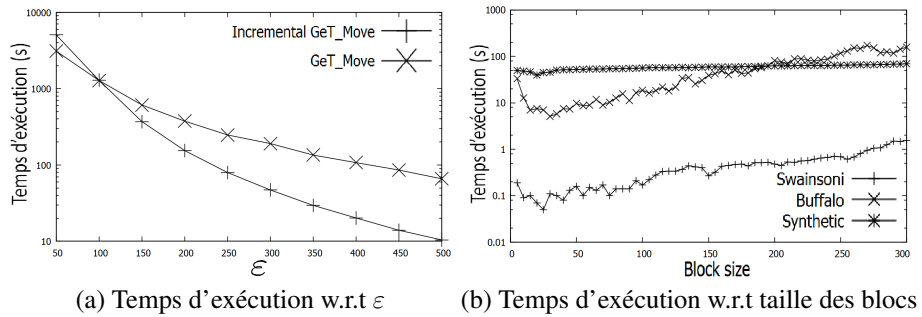 10000
1000
100
10
Temps d'exécution (s)
Incremental GeT_Move
GeT_Move
50 100 150 200 250 300 350 400 450 500
ε
(a) Temps d'exécution w.r.t ε
1000
100
10
1
0.1
0.01
Temps d'exécution (s)
Swainsoni
Buffalo
Synthetic
0 50 100 150 200 250 300
Block size
(b) Temps d'exécution w.r.t taille des blocs